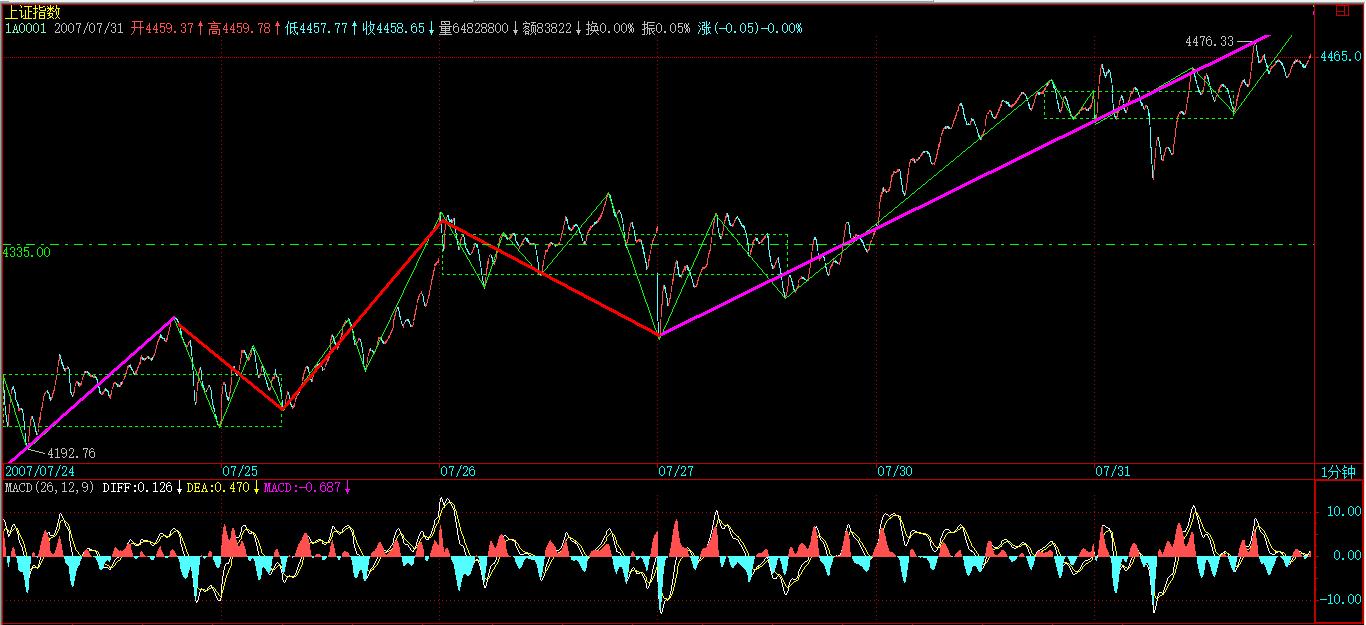 上证指数
1A0001 2007/07/31 开4459.37↑高4459.78↑低4457.77↑收4458.65↓量64828800↓额83822↓换0.00% 振0.05% 涨(-0.05)-0.00%
4476.33
4465.0
4335.00
4192.76
2007/07/24 07/25 07/26 07/27 07/30 07/31 1分钟
MACD(26,12,9) DIFF:0.126↓DEA:0.470↓MACD:-0.687↓
10.00
0.00
-10.00